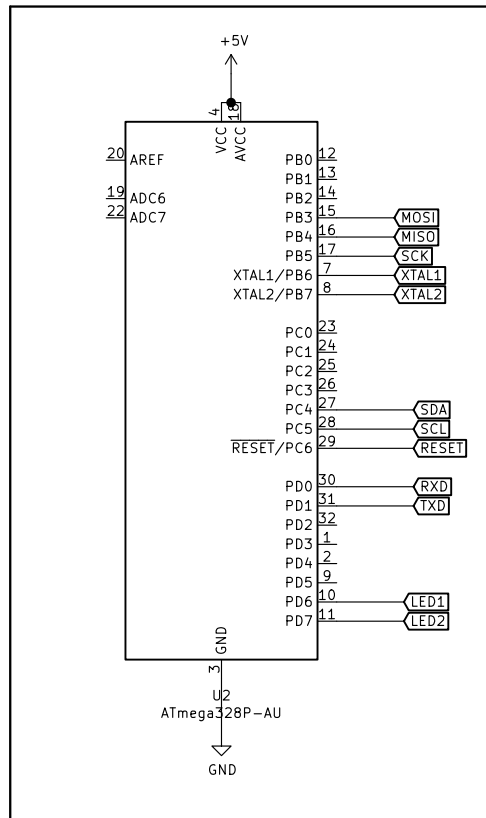 +5V
4 18
VCC AVCC
20 AREF PB0 12
PB1 13
19 ADC6 PB2 14
22 ADC7 PB3 15 MOSI
PB4 16 MISO
PB5 17 SCK
XTAL1/PB6 7 XTAL1
XTAL2/PB7 8 XTAL2
PC0 23
PC1 24
PC2 25
PC3 26
PC4 27 SDA
PC5 28 SCL
RESET/PC6 29 RESET
PD0 30 RXD
PD1 31 TXD
PD2 32
PD3 1
PD4 2
PD5 9
PD6 10 LED1
PD7 11 LED2
GND
3
U2
ATmega328P-AU
GND